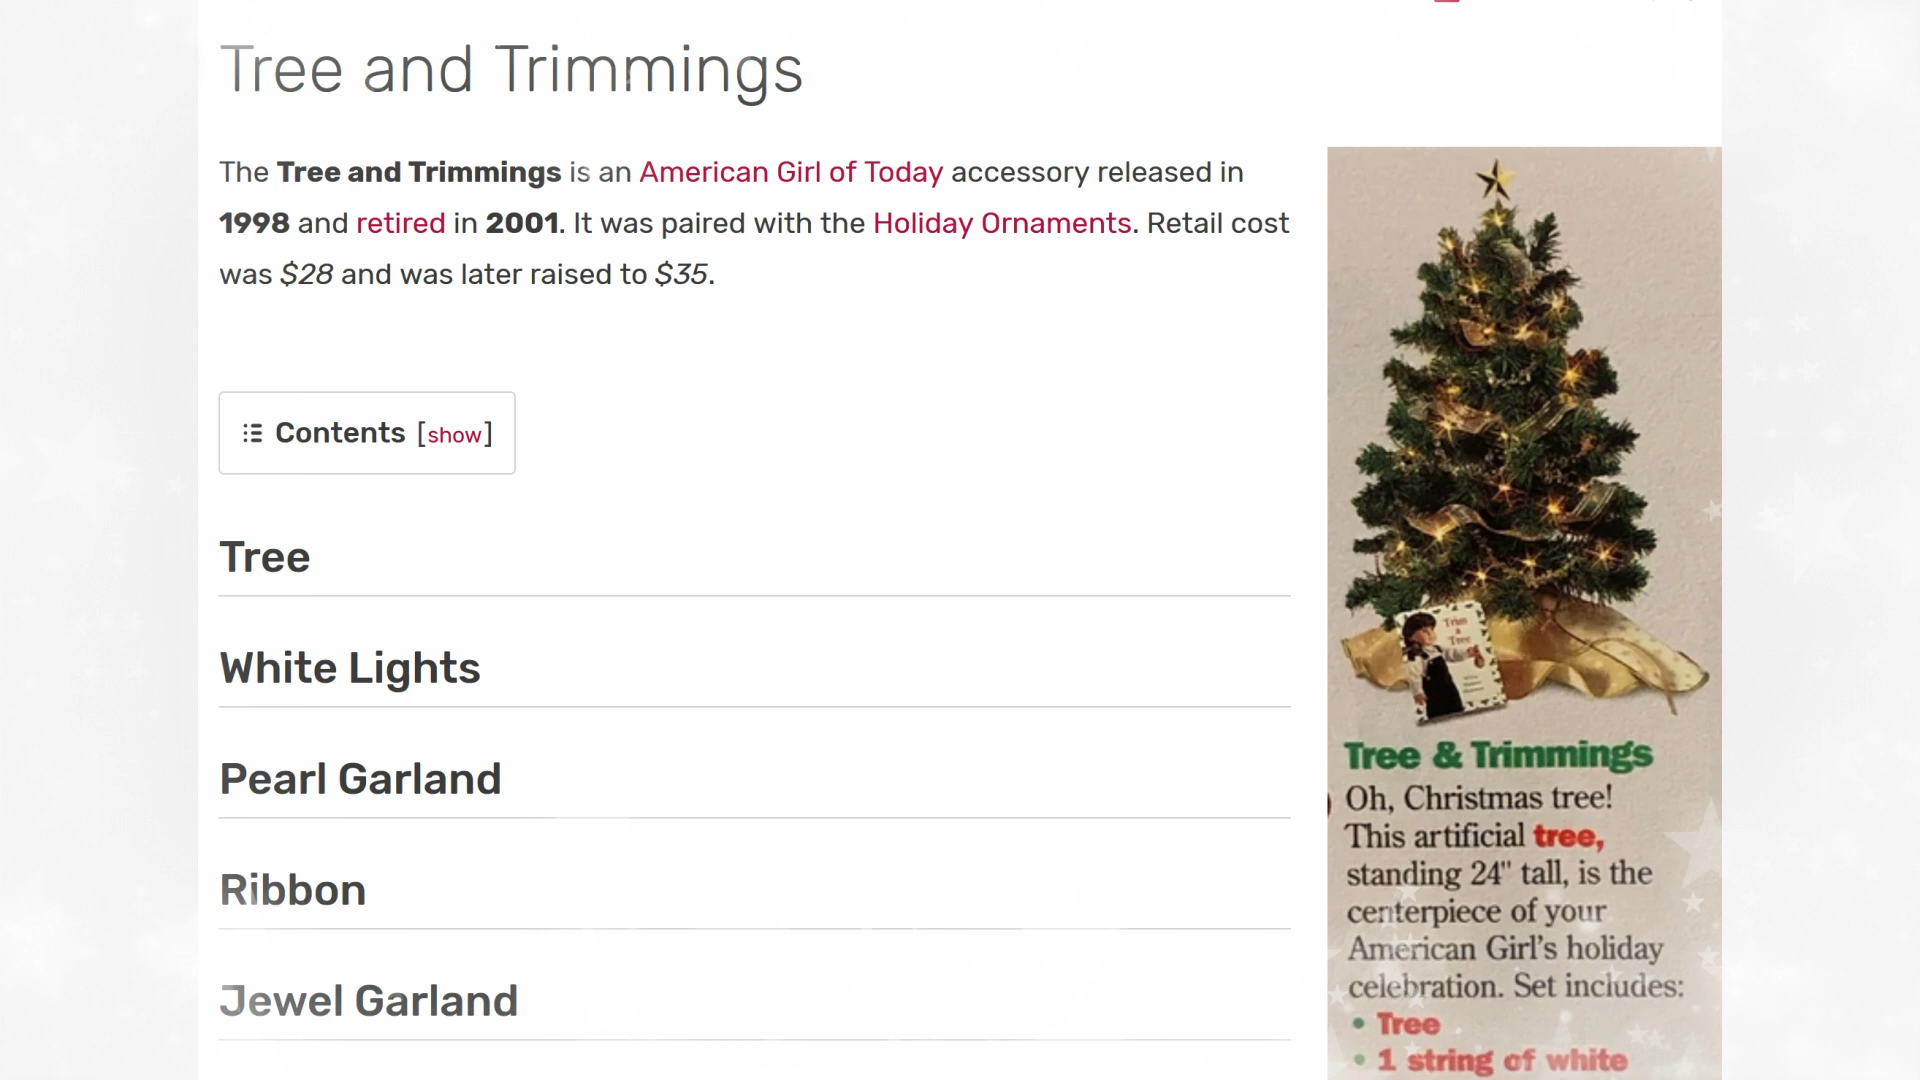 Tree and Trimmings
The Tree and Trimmings is an American Girl of Today accessory released in
1998 and retired in 2001. It was paired with the Holiday Ornaments. Retail cost
was $28 and was later raised to $35.
Contents [show]
Tree
White Lights
Pearl Garland
Ribbon
Jewel Garland
Trim
a
Tree
Tree & Trimmings
Oh, Christmas tree!
This artificial tree,
standing 24" tall, is the
centerpiece of your
American Girl's holiday
celebration. Set includes:
• Tree
• 1 string of white